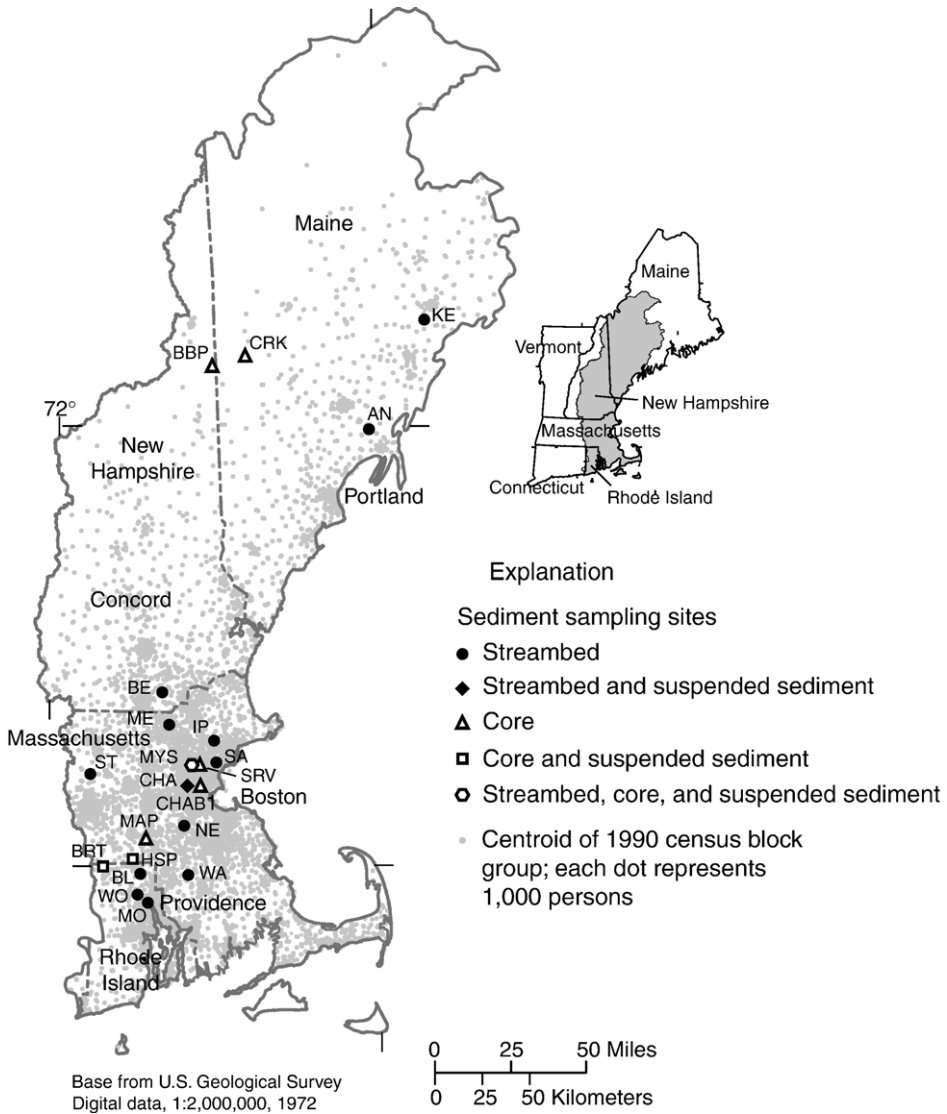 Maine
KE
CRK
BBP
72°
AN
New
Hampshire
Portland
Concord
BE
ME
IP
Massachusetts
ST
MYS
SA
SRV
CHA
Boston
CHAB1
MAP
NE
BRT
HSP
BL
WA
WO
Providence
MO
Rhode
Island
Base from U.S. Geological Survey
Digital data, 1:2,000,000, 1972
Maine
Vermont
New Hampshire
Massachusetts
Connecticut
Rhode Island
Explanation
Sediment sampling sites
Streambed
Streambed and suspended sediment
Core
Core and suspended sediment
Streambed, core, and suspended sediment
Centroid of 1990 census block
group; each dot represents
1,000 persons
0 25 50 Miles
0 25 50 Kilometers